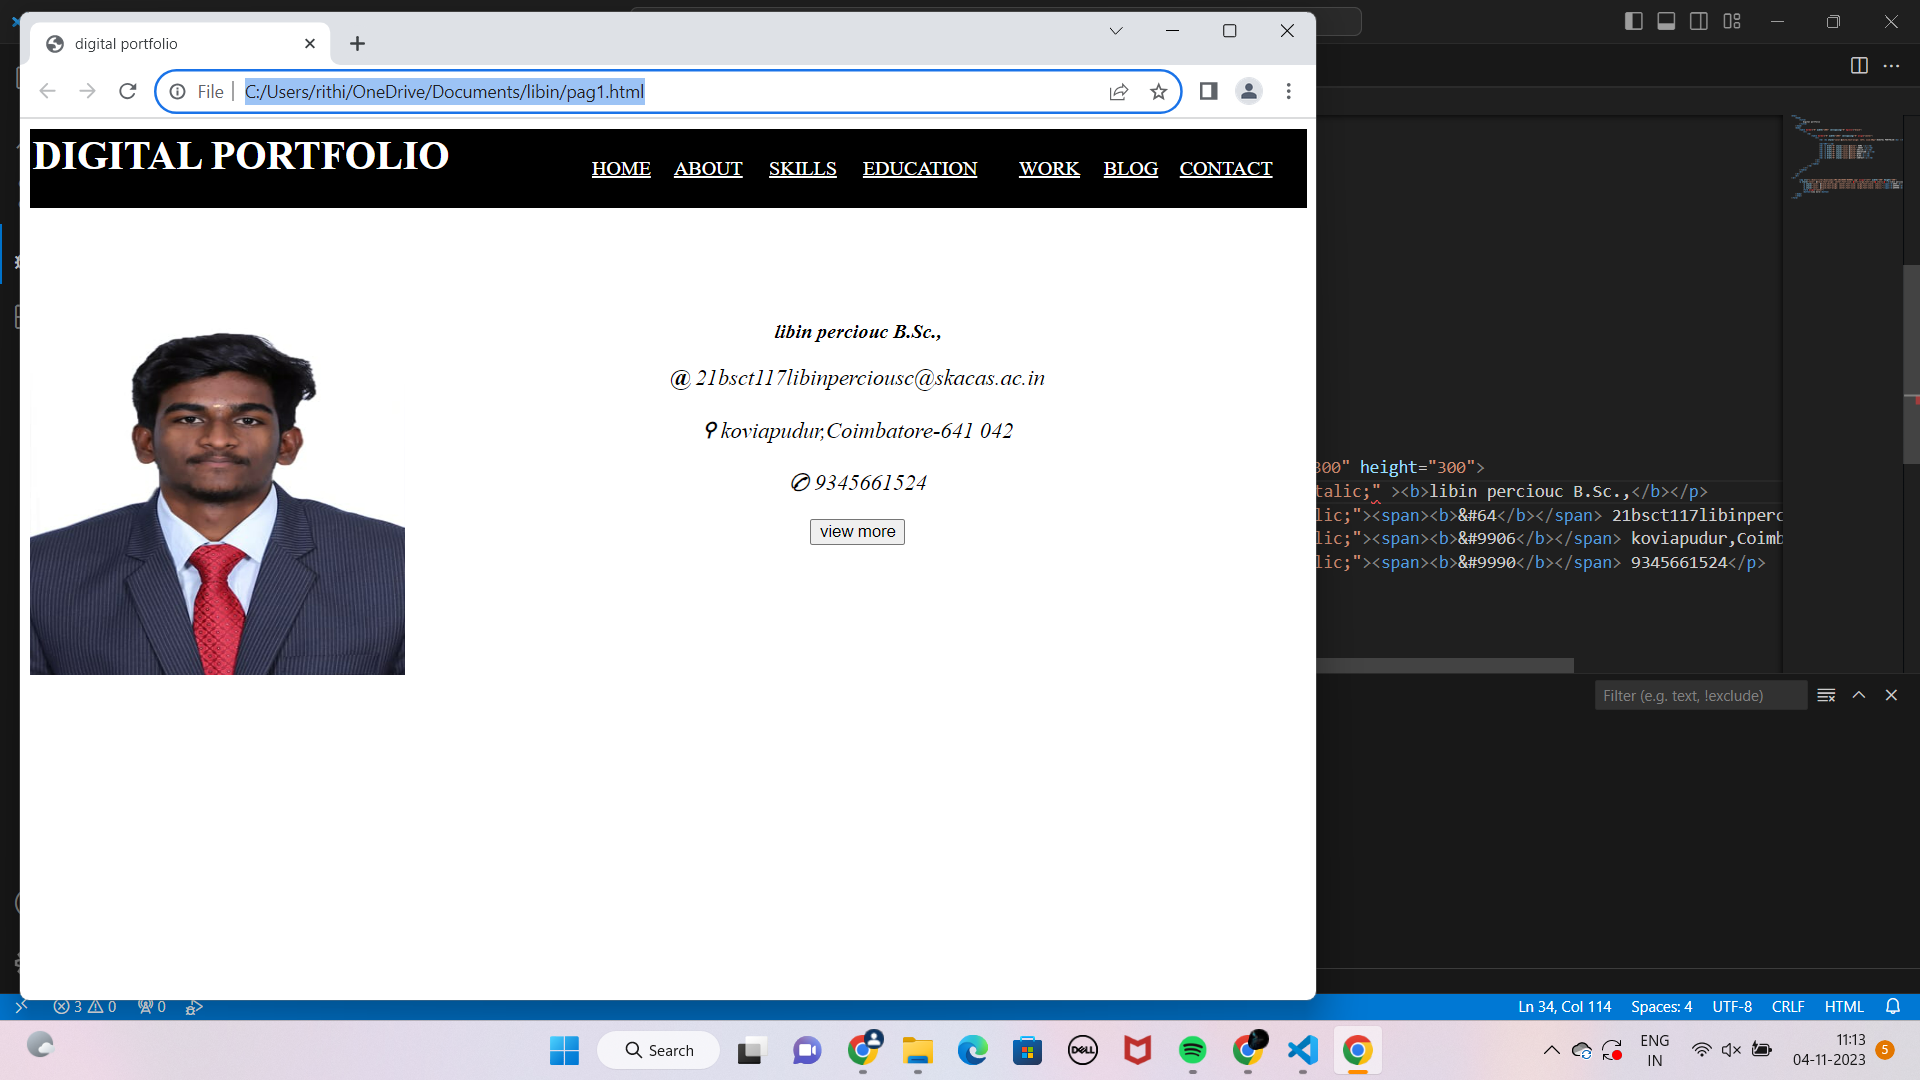 digital portfolio
File
C:/Users/rithi/OneDrive/Documents/libin/pag1.html
DIGITAL PORTFOLIO
HOME ABOUT SKILLS EDUCATION WORK BLOG CONTACT
libin perciouc B.Sc.,
@ 21bsct117libinperciousc@skacas.ac.in
⚲ koviapudur,Coimbatore-641 042
✆ 9345661524
view more
300" height="300">
talic;" ><b>libin perciouc B.Sc.,</b></p>
lic;"><span><b>&#64</b></span> 21bsct117libinperc
lic;"><span><b>&#9906</b></span> koviapudur,Coimb
lic;"><span><b>&#9990</b></span> 9345661524</p>
Filter (e.g. text, !exclude)
3 0 0
Ln 34, Col 114 Spaces: 4 UTF-8 CRLF HTML
Search
DELL
ENG
IN
11:13
04-11-2023
5